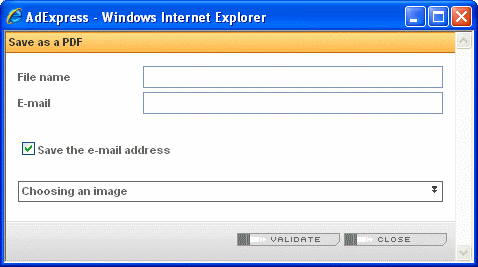 AdExpress - Windows Internet Explorer
Save as a PDF
File name
E-mail
Save the e-mail address
Choosing an image
VALIDATE
CLOSE